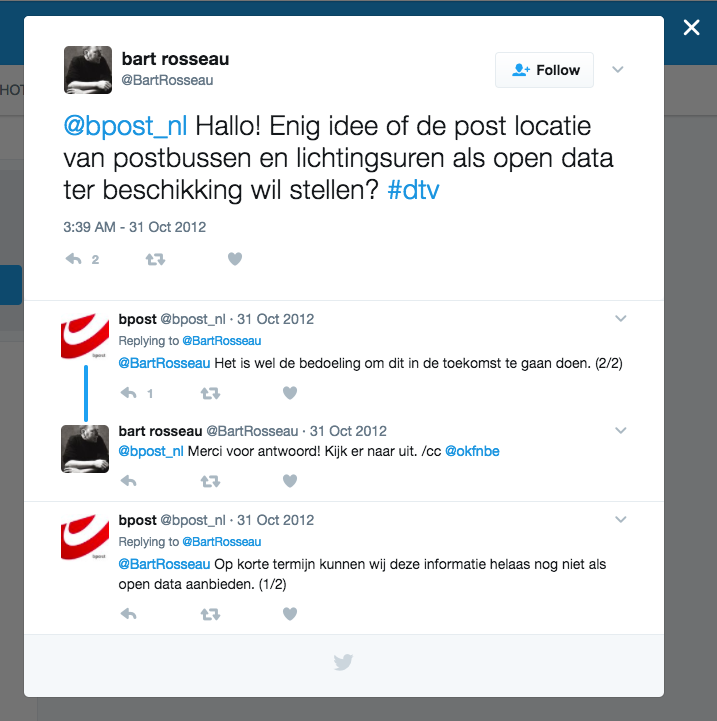 HOT
bart rosseau
@BartRosseau
Follow
@bpost_nl Hallo! Enig idee of de post locatie
van postbussen en lichtingsuren als open data
ter beschikking wil stellen? #dtv
3:39 AM - 31 Oct 2012
2
bpost @bpost_nl · 31 Oct 2012
Replying to @BartRosseau
@BartRosseau Het is wel de bedoeling om dit in de toekomst te gaan doen. (2/2)
1
bart rosseau @BartRosseau · 31 Oct 2012
@bpost_nl Merci voor antwoord! Kijk er naar uit. /cc @okfnbe
bpost @bpost_nl · 31 Oct 2012
Replying to @BartRosseau
@BartRosseau Op korte termijn kunnen wij deze informatie helaas nog niet als
open data aanbieden. (1/2)